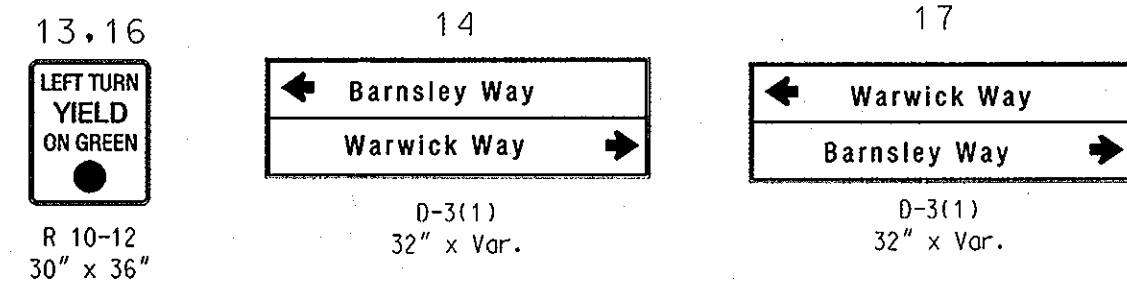 13,16
LEFT TURN
YIELD
ON GREEN
R 10-12
30" x 36"
14
Barnsley Way
Warwick Way
D-3(1)
32" x Var.
17
Warwick Way
Barnsley Way
D-3(1)
32" x Var.